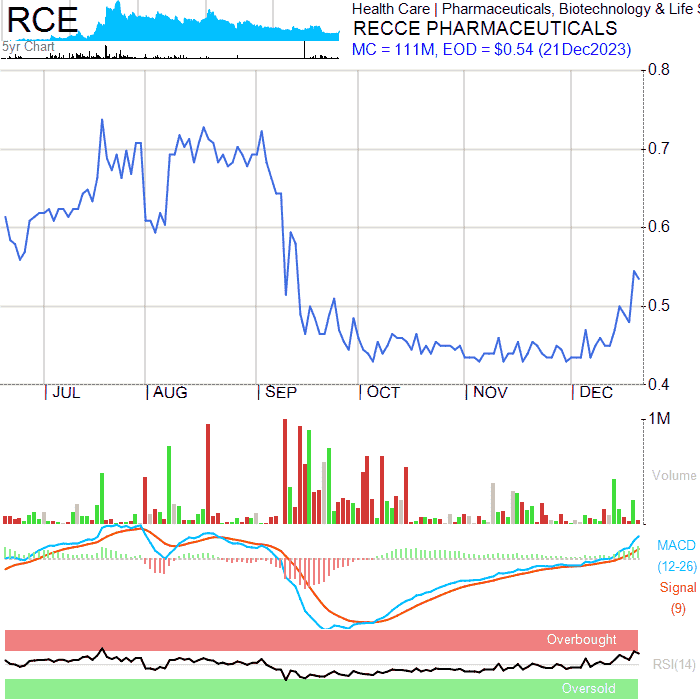 RCE
5yr Chart
Health Care | Pharmaceuticals, Biotechnology & Life S
RECCE PHARMACEUTICALS
MC = 111M, EOD = $0.54 (21Dec2023)
0.8
0.7
0.6
0.5
0.4
| JUL | AUG | SEP | OCT | NOV | DEC
1M
Volume
MACD
(12-26)
Signal
(9)
Overbought
RSI(14)
Oversold